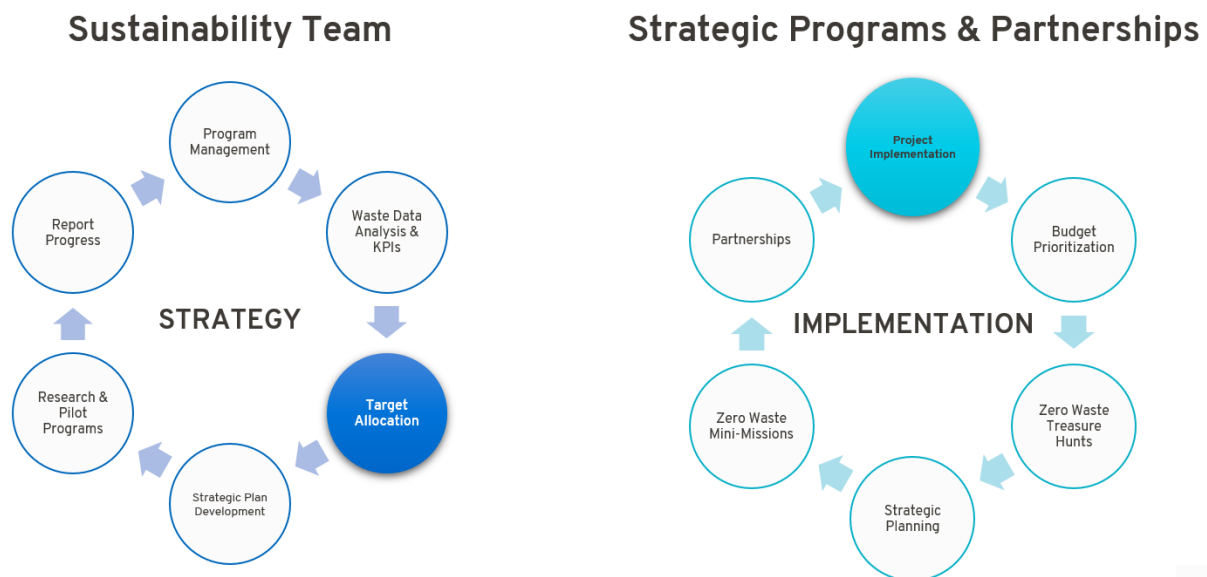 Sustainability Team
Program
Management
Waste Data
Analysis &
KPIs
Target
Allocation
Strategic Plan
Development
Research &
Pilot
Programs
Report
Progress
STRATEGY
Strategic Programs & Partnerships
Project
Implementation
Budget
Prioritization
Zero Waste
Treasure
Hunts
Strategic
Planning
Zero Waste
Mini-Missions
Partnerships
IMPLEMENTATION